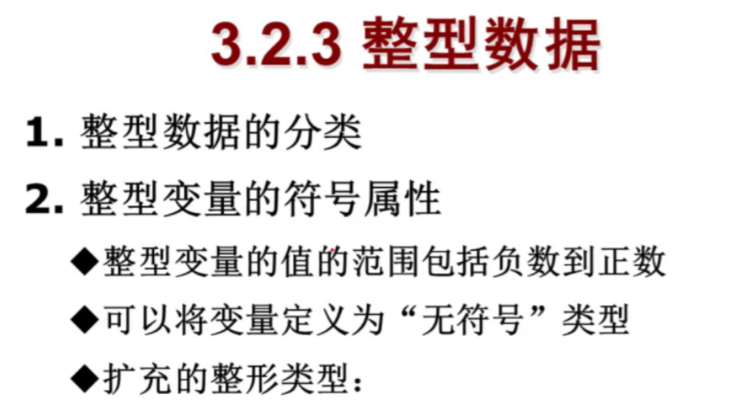 3.2.3 整型数据
1. 整型数据的分类
2. 整型变量的符号属性
◆整型变量的值的范围包括负数到正数
◆可以将变量定义为“无符号”类型
◆扩充的整形类型：